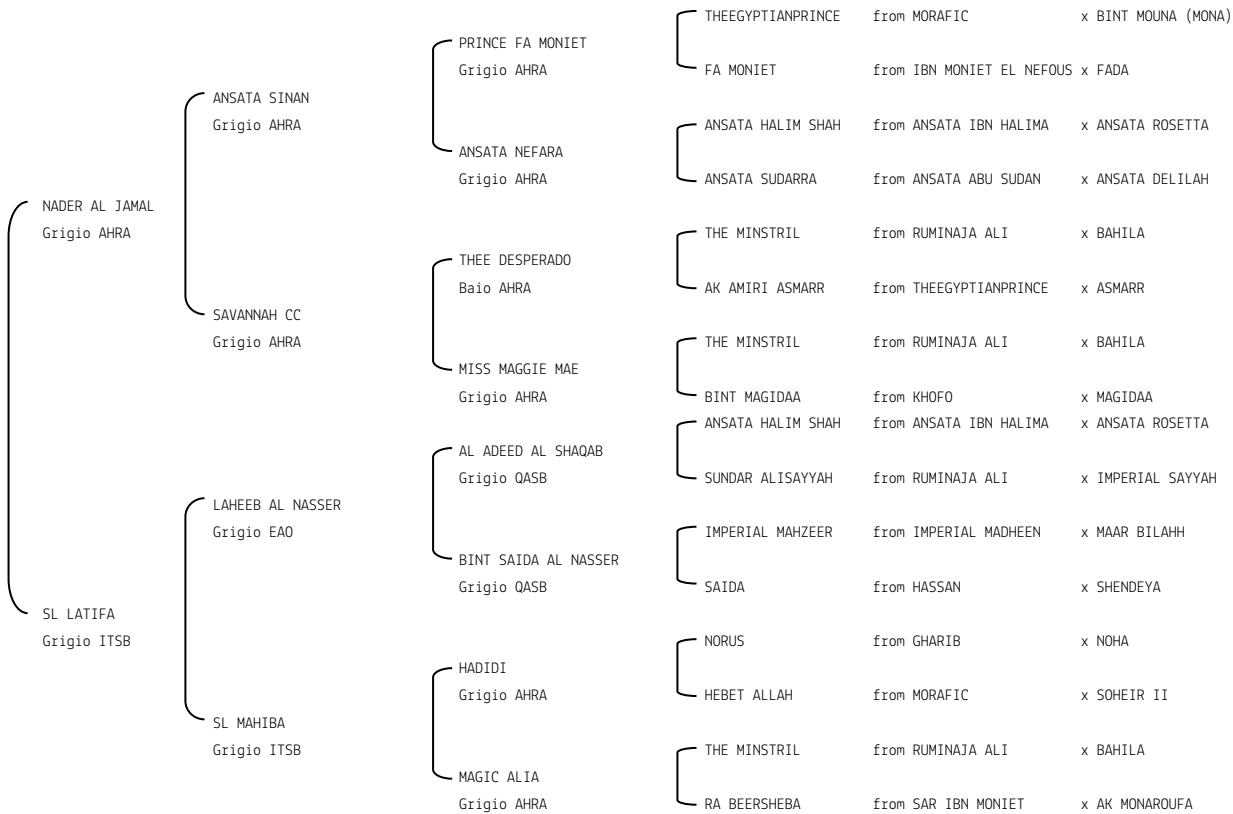 THEEGYPTIANPRINCE from MORAFIC x BINT MOUNA (MONA)
PRINCE FA MONIET
Grigio AHRA FA MONIET from IBN MONIET EL NEFOUS x FADA
ANSATA SINAN
Grigio AHRA ANSATA HALIM SHAH from ANSATA IBN HALIMA x ANSATA ROSETTA
ANSATA NEFARA
Grigio AHRA ANSATA SUDARRA from ANSATA ABU SUDAN x ANSATA DELILAH
NADER AL JAMAL
Grigio AHRA THE MINSTRIL from RUMINAJA ALI x BAHILA
THEE DESPERADO
Baio AHRA AK AMIRI ASMARR from THEEGYPTIANPRINCE x ASMARR
SAVANNAH CC
Grigio AHRA THE MINSTRIL from RUMINAJA ALI x BAHILA
MISS MAGGIE MAE
Grigio AHRA BINT MAGIDAA from KHOFO x MAGIDAA
ANSATA HALIM SHAH from ANSATA IBN HALIMA x ANSATA ROSETTA
AL ADEED AL SHAQAB
Grigio QASB SUNDAR ALISAYYAH from RUMINAJA ALI x IMPERIAL SAYYAH
LAHEEB AL NASSER
Grigio EAO IMPERIAL MAHZEER from IMPERIAL MADHEEN x MAAR BILAHH
BINT SAIDA AL NASSER
Grigio QASB SAIDA from HASSAN x SHENDEYA
SL LATIFA
Grigio ITSB NORUS from GHARIB x NOHA
HADIDI
Grigio AHRA HEBET ALLAH from MORAFIC x SOHEIR II
SL MAHIBA
Grigio ITSB THE MINSTRIL from RUMINAJA ALI x BAHILA
MAGIC ALIA
Grigio AHRA RA BEERSHEBA from SAR IBN MONIET x AK MONAROUFA